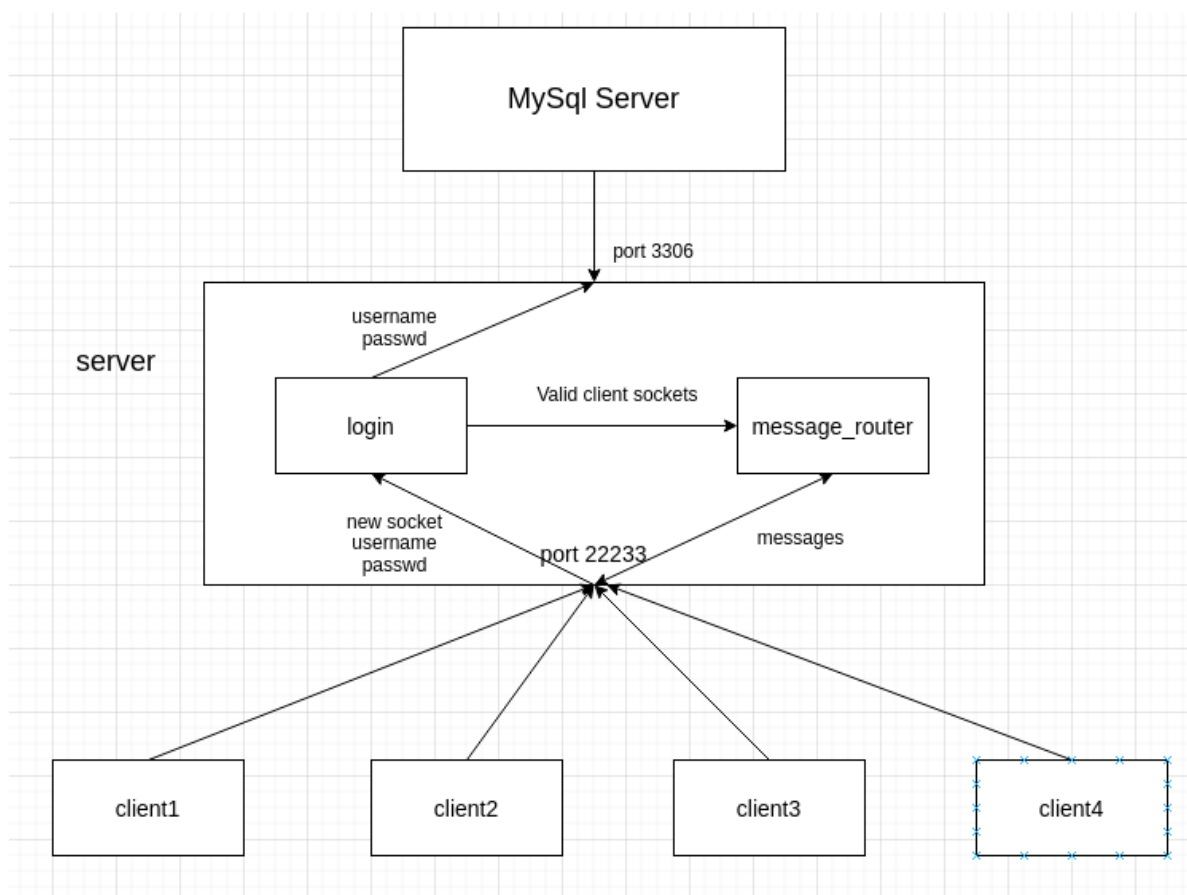 MySql Server
port 3306
username
passwd
server
Valid client sockets
login
message_router
new socket
username
passwd
port 22233
messages
client1
client2
client3
client4